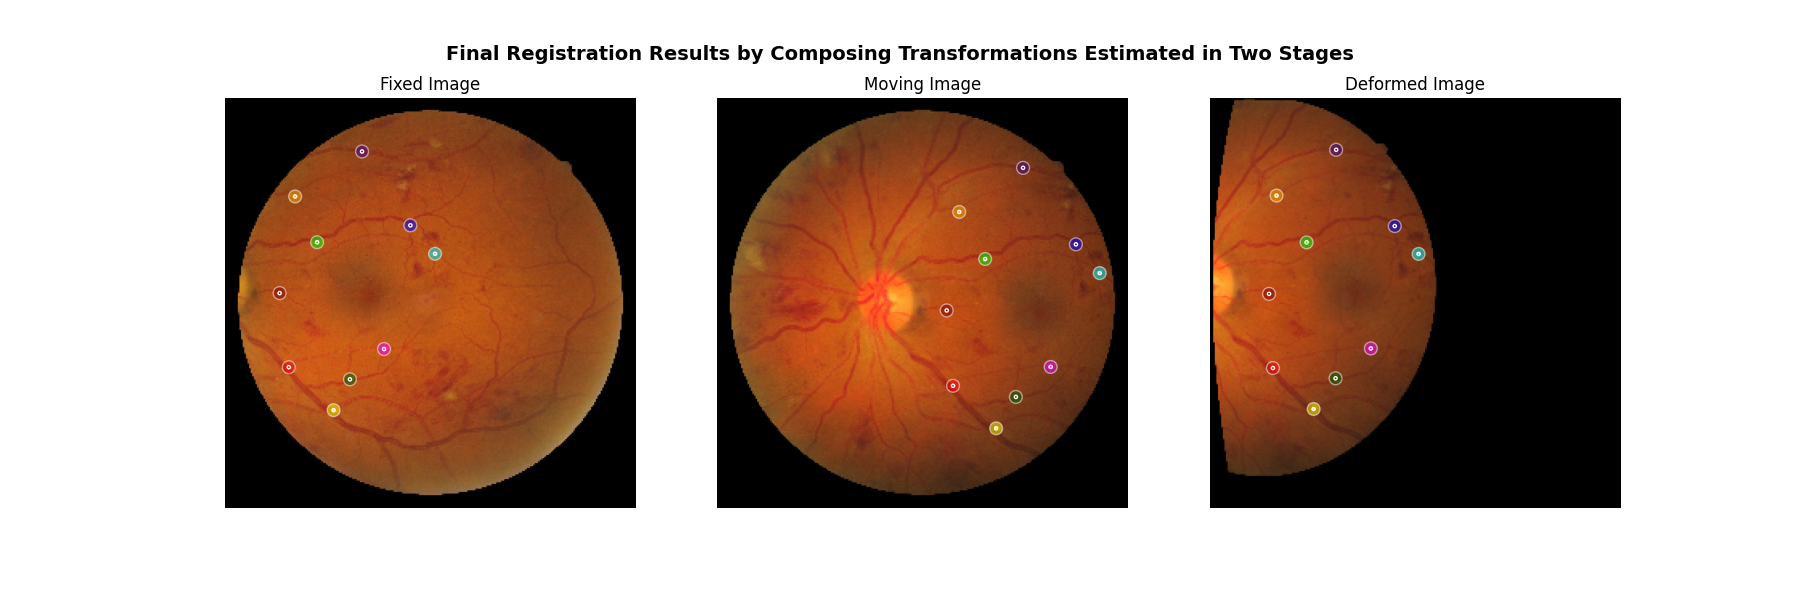 Final Registration Results by Composing Transformations Estimated in Two Stages
Fixed Image
Moving Image
Deformed Image